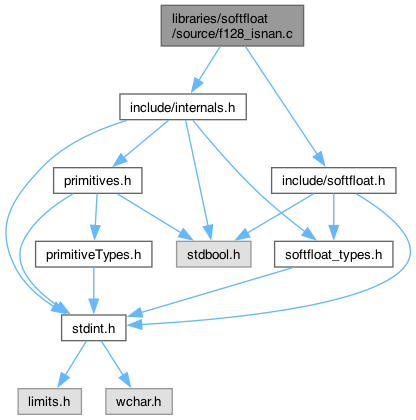 libraries/softfloat
/source/f128_isnan.c
include/internals.h
primitives.h
include/softfloat.h
primitiveTypes.h
stdbool.h
softfloat_types.h
stdint.h
limits.h
wchar.h